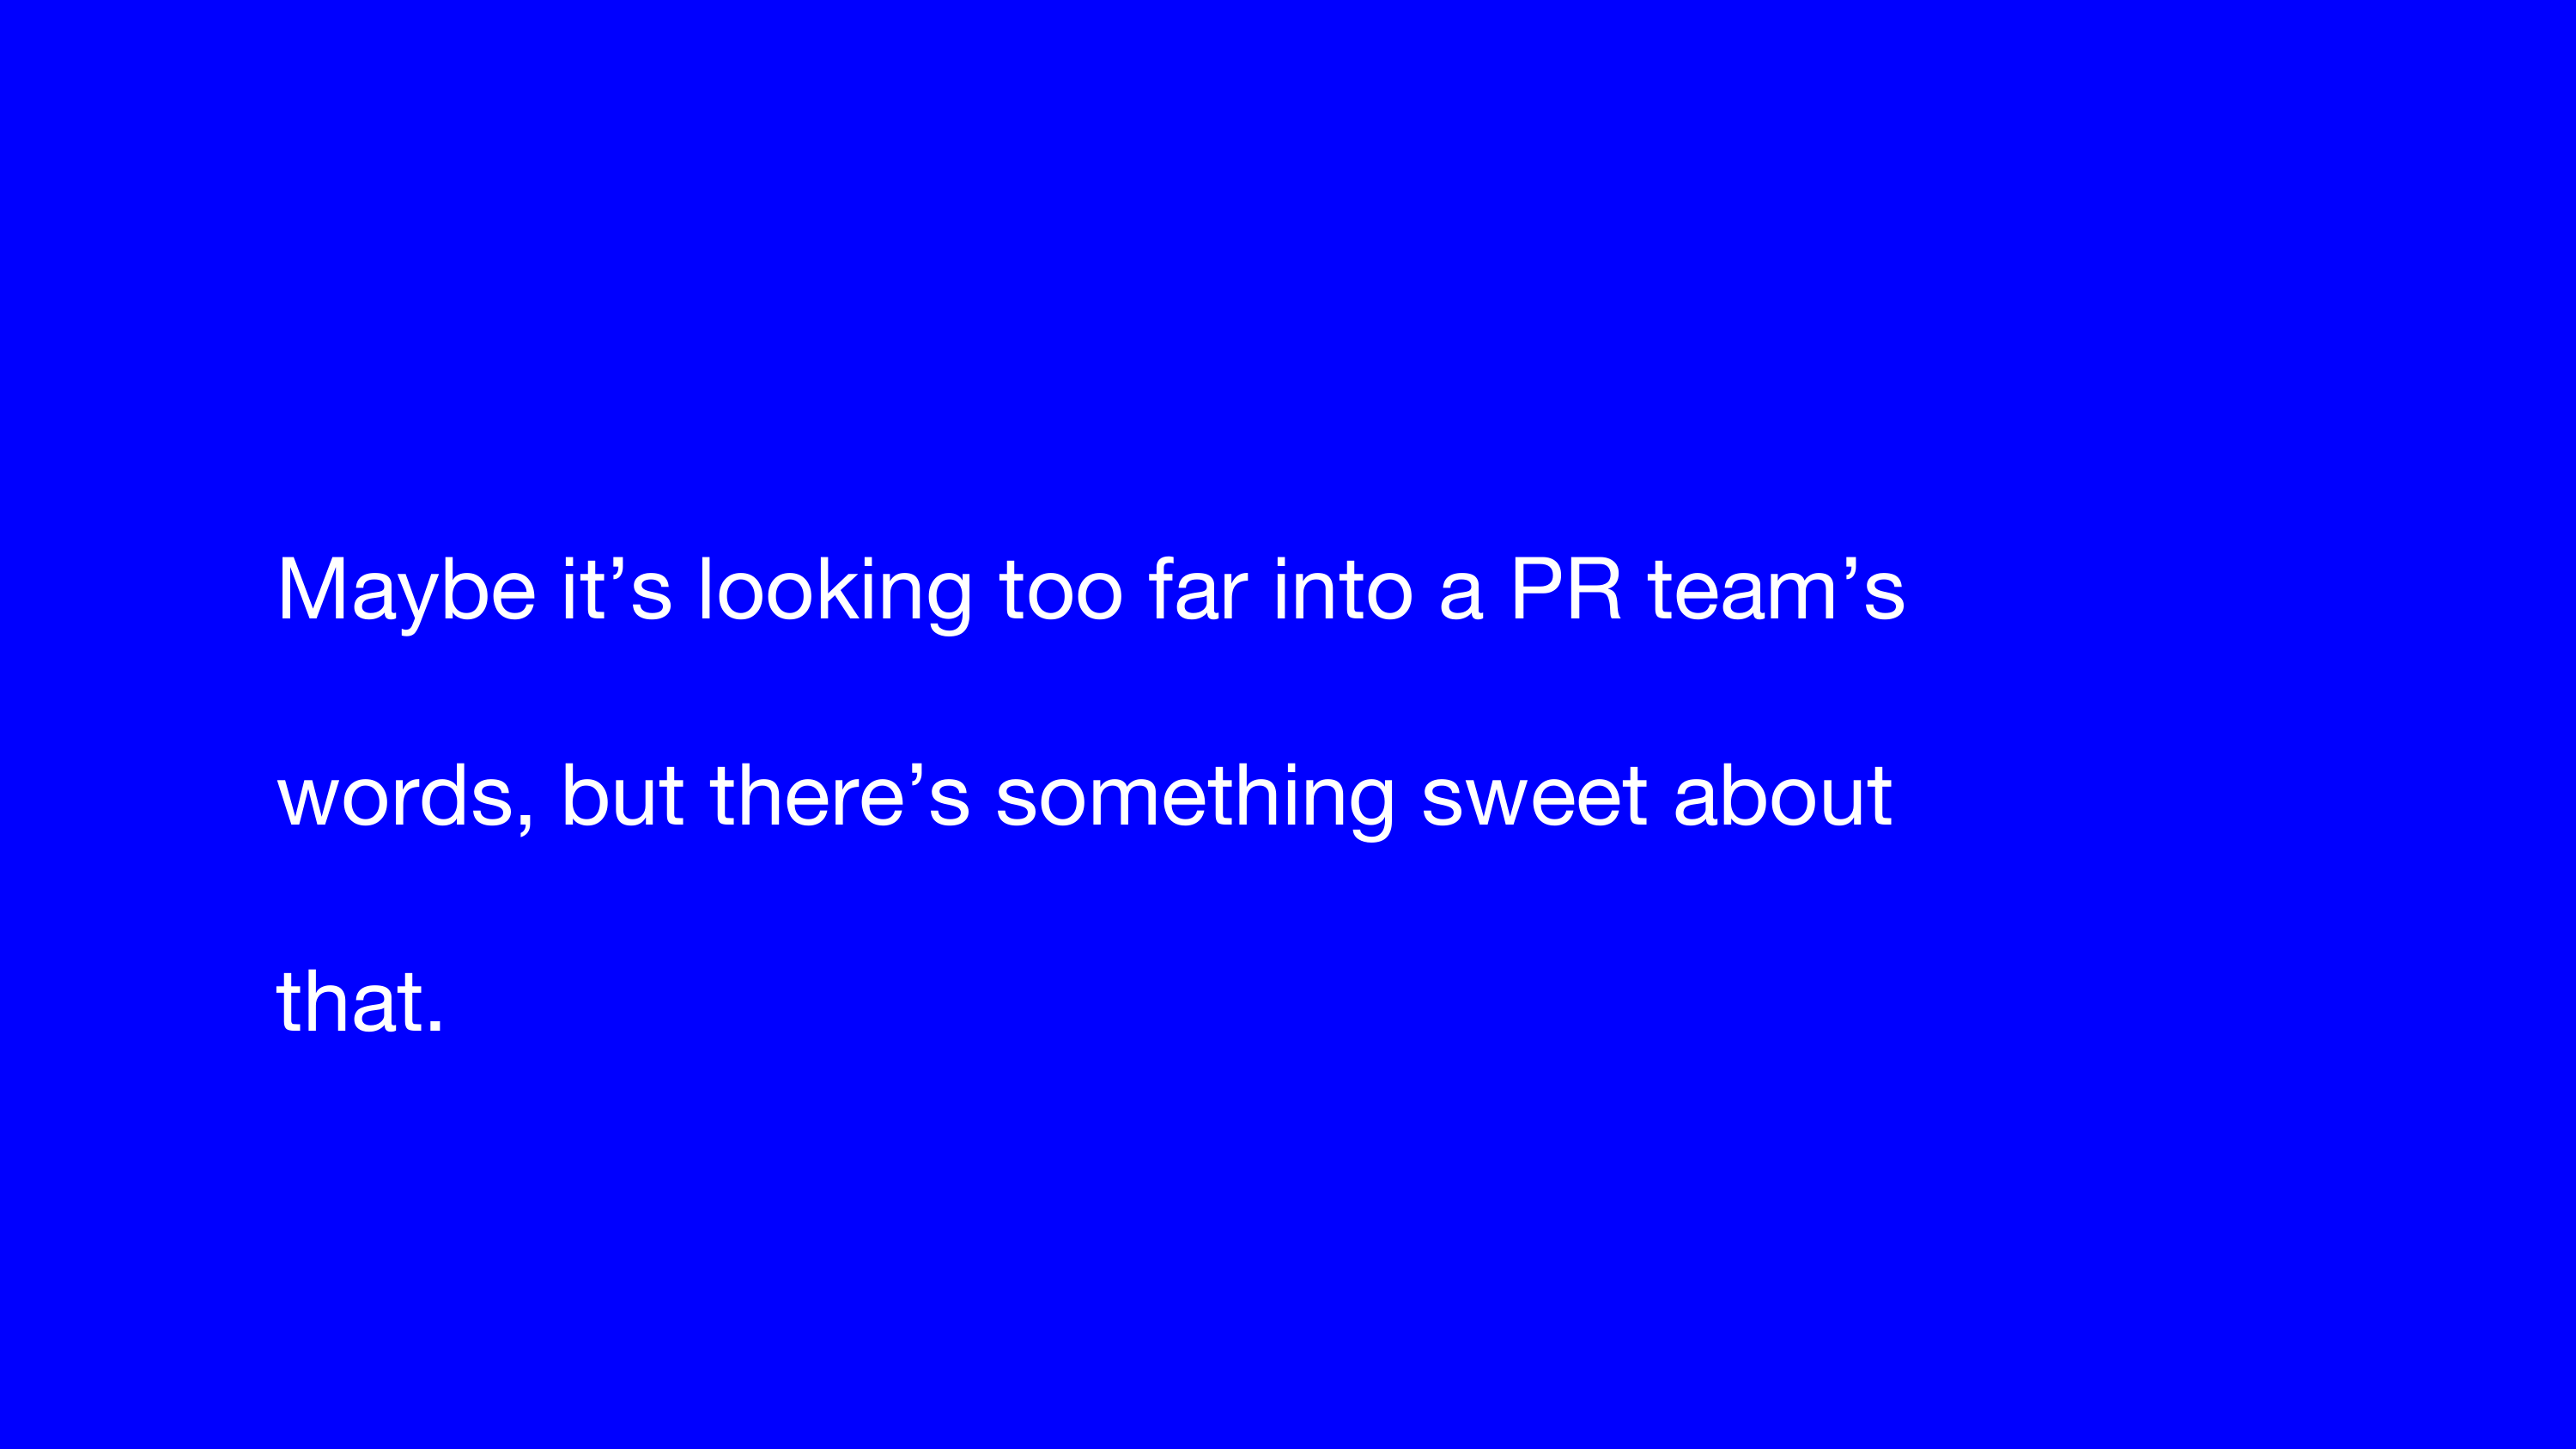 Maybe it’s looking too far into a PR team’s
words, but there’s something sweet about
that.